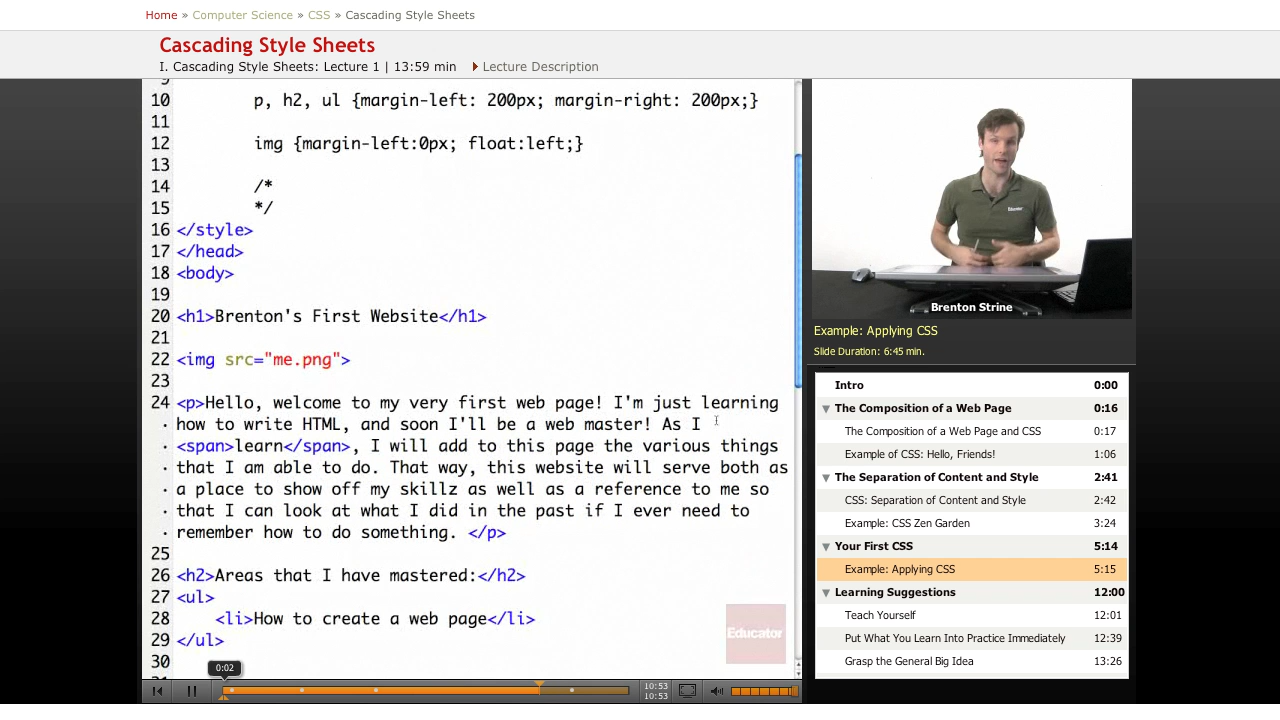 Home » Computer Science » CSS » Cascading Style Sheets
Cascading Style Sheets
I. Cascading Style Sheets: Lecture 1 | 13:59 min
Lecture Description
10 p, h2, ul {margin-left: 200px; margin-right: 200px;}
11
12 img {margin-left:0px; float:left;}
13
14 /*
15 */
16 </style>
17 </head>
18 <body>
19
20 <h1>Brenton's First Website</h1>
21
22 <img src="me.png">
23
24 <p>Hello, welcome to my very first web page! I'm just learning
how to write HTML, and soon I'll be a web master! As I
<span>learn</span>, I will add to this page the various things
that I am able to do. That way, this website will serve both as
a place to show off my skillz as well as a reference to me so
that I can look at what I did in the past if I ever need to
remember how to do something. </p>
25
26 <h2>Areas that I have mastered:</h2>
27 <ul>
28 <li>How to create a web page</li>
29 </ul>
30
Educator
0:02
10:53
10:53
Brenton Strine
Example: Applying CSS
Slide Duration: 6:45 min.
Intro 0:00
The Composition of a Web Page 0:16
The Composition of a Web Page and CSS 0:17
Example of CSS: Hello, Friends! 1:06
The Separation of Content and Style 2:41
CSS: Separation of Content and Style 2:42
Example: CSS Zen Garden 3:24
Your First CSS 5:14
Example: Applying CSS 5:15
Learning Suggestions 12:00
Teach Yourself 12:01
Put What You Learn Into Practice Immediately 12:39
Grasp the General Big Idea 13:26